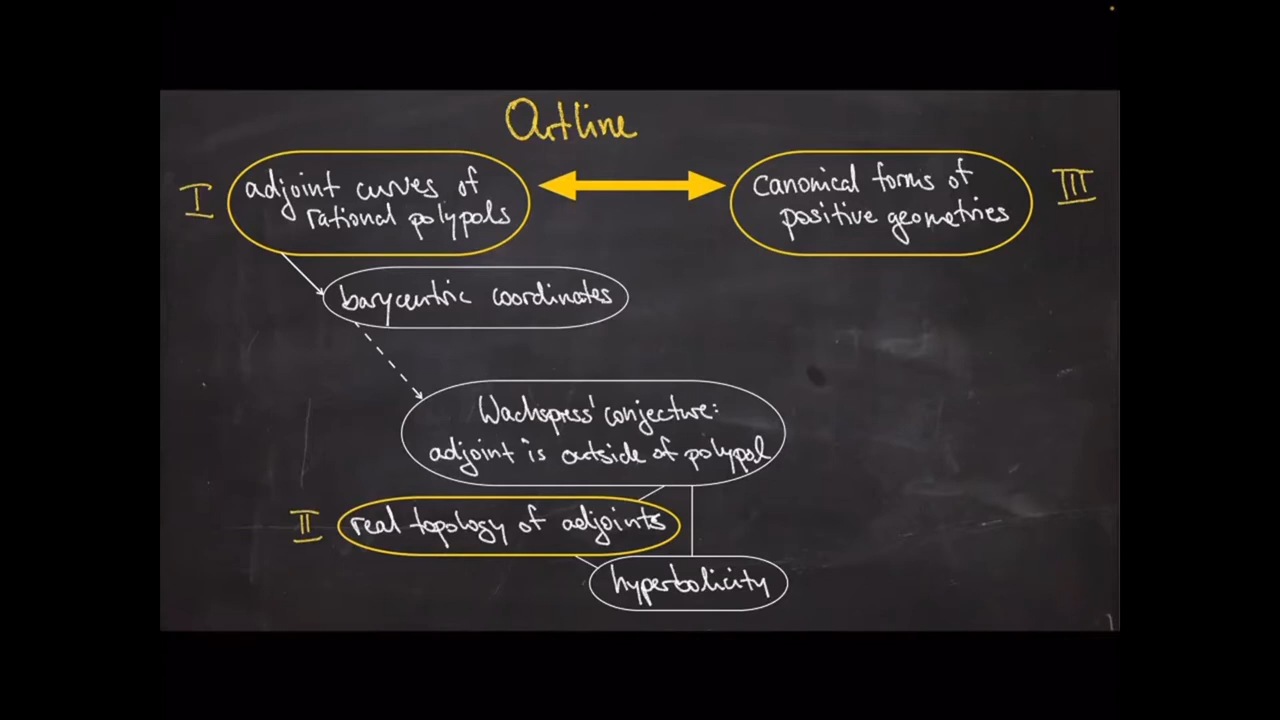 Outline
I
adjoint curves of
rational polypols
canonical forms of
positive geometries
III
barycentric coordinates
Wachspress' conjecture:
adjoint is outside of polypol
II
real topology of adjoints
hyperbolicity
1